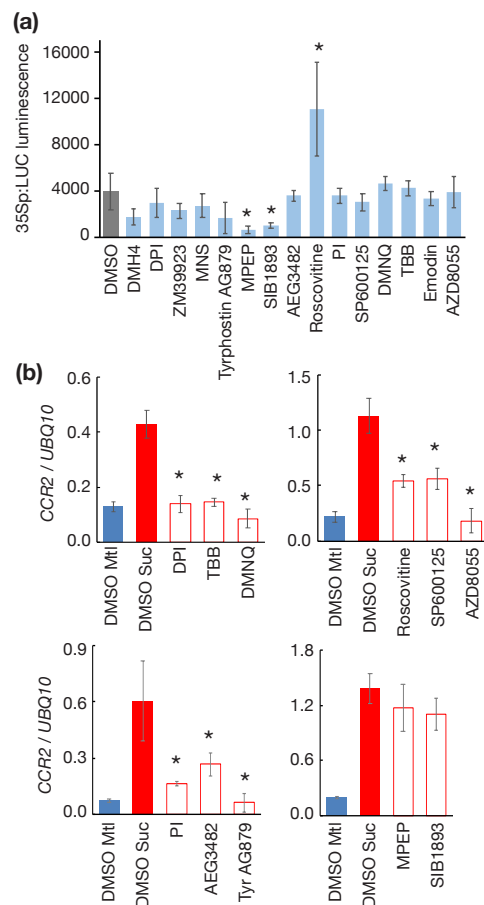 (a)
35Sp:LUC luminescence
16000
12000
8000
4000
0
*
*
*
DMSO
DMH4
DPI
ZM39923
MNS
Tyrphostin AG879
MPEP
SIB1893
AEG3482
Roscovitine
PI
SP600125
DMNQ
TBB
Emodin
AZD8055
(b)
CCR2 / UBQ10
0.6
0.4
0.2
0.0
*
*
*
DMSO Mtl
DMSO Suc
DPI
TBB
DMNQ
1.5
1.0
0.5
0.0
*
*
*
DMSO Mtl
DMSO Suc
Roscovitine
SP600125
AZD8055
CCR2 / UBQ10
0.9
0.6
0.3
0.0
*
*
*
DMSO Mtl
DMSO Suc
PI
AEG3482
Tyr AG879
1.8
1.2
0.6
0.0
DMSO Mtl
DMSO Suc
MPEP
SIB1893